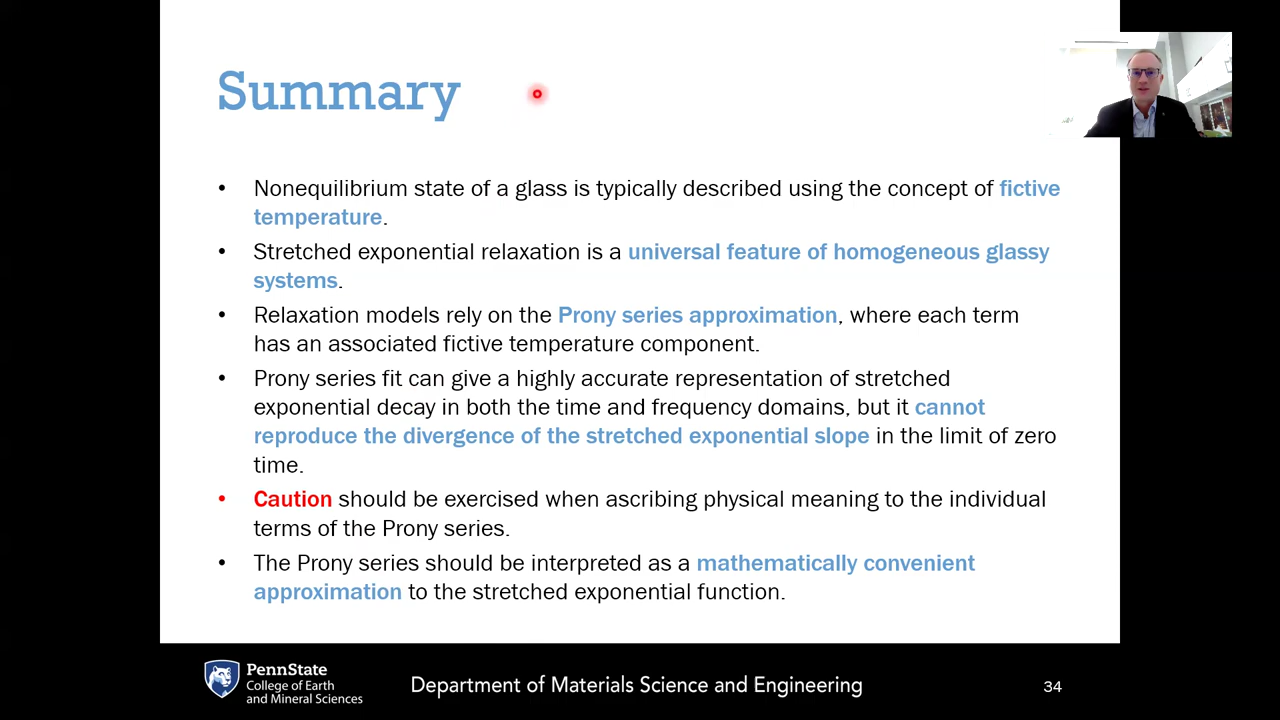 Summary
• Nonequilibrium state of a glass is typically described using the concept of fictive
temperature.
• Stretched exponential relaxation is a universal feature of homogeneous glassy
systems.
• Relaxation models rely on the Prony series approximation, where each term
has an associated fictive temperature component.
• Prony series fit can give a highly accurate representation of stretched
exponential decay in both the time and frequency domains, but it cannot
reproduce the divergence of the stretched exponential slope in the limit of zero
time.
• Caution should be exercised when ascribing physical meaning to the individual
terms of the Prony series.
• The Prony series should be interpreted as a mathematically convenient
approximation to the stretched exponential function.
PennState
College of Earth
and Mineral Sciences
Department of Materials Science and Engineering
34